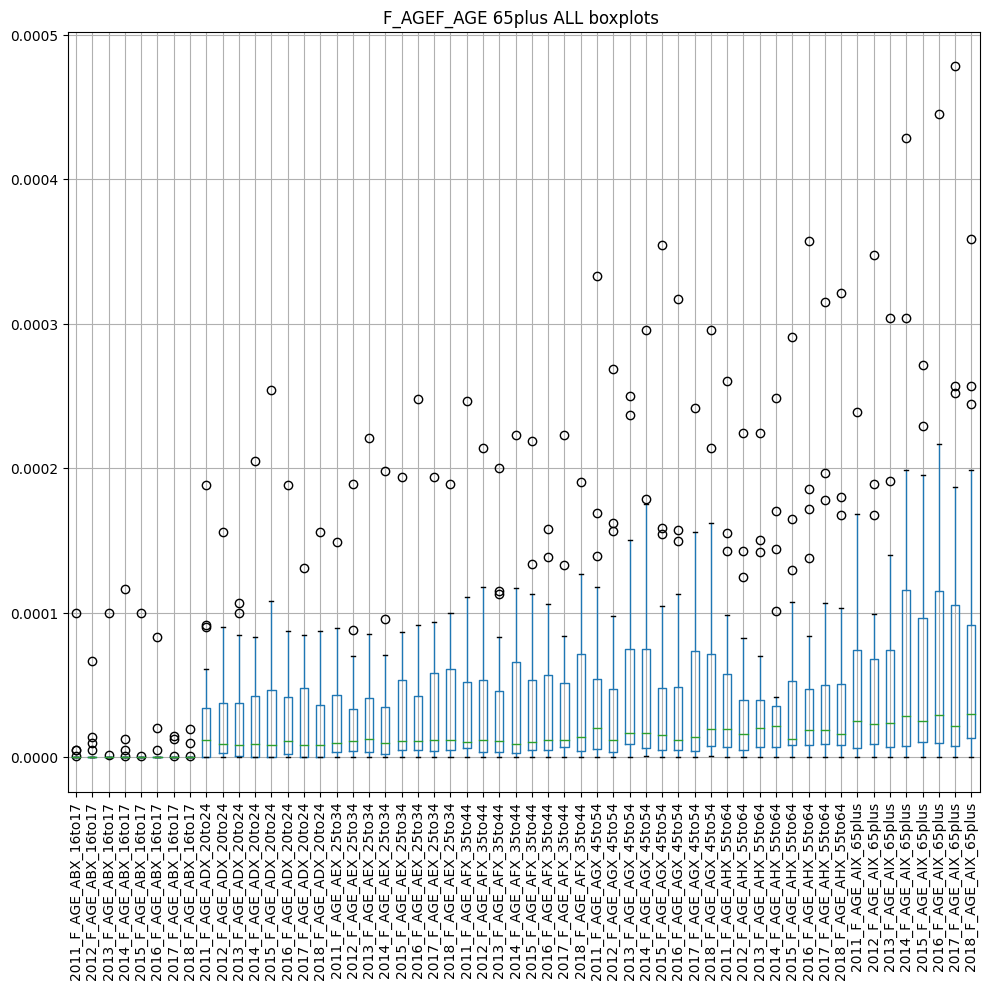 F_AGEF_AGE 65plus ALL boxplots
0.0005
0.0004
0.0003
0.0002
0.0001
0.0000
2011_F_AGE_ABX_16to17
2012_F_AGE_ABX_16to17
2013_F_AGE_ABX_16to17
2014_F_AGE_ABX_16to17
2015_F_AGE_ABX_16to17
2016_F_AGE_ABX_16to17
2017_F_AGE_ABX_16to17
2018_F_AGE_ABX_16to17
2011_F_AGE_ADX_20to24
2012_F_AGE_ADX_20to24
2013_F_AGE_ADX_20to24
2014_F_AGE_ADX_20to24
2015_F_AGE_ADX_20to24
2016_F_AGE_ADX_20to24
2017_F_AGE_ADX_20to24
2018_F_AGE_ADX_20to24
2011_F_AGE_AEX_25to34
2012_F_AGE_AEX_25to34
2013_F_AGE_AEX_25to34
2014_F_AGE_AEX_25to34
2015_F_AGE_AEX_25to34
2016_F_AGE_AEX_25to34
2017_F_AGE_AEX_25to34
2018_F_AGE_AEX_25to34
2011_F_AGE_AFX_35to44
2012_F_AGE_AFX_35to44
2013_F_AGE_AFX_35to44
2014_F_AGE_AFX_35to44
2015_F_AGE_AFX_35to44
2016_F_AGE_AFX_35to44
2017_F_AGE_AFX_35to44
2018_F_AGE_AFX_35to44
2011_F_AGE_AGX_45to54
2012_F_AGE_AGX_45to54
2013_F_AGE_AGX_45to54
2014_F_AGE_AGX_45to54
2015_F_AGE_AGX_45to54
2016_F_AGE_AGX_45to54
2017_F_AGE_AGX_45to54
2018_F_AGE_AGX_45to54
2011_F_AGE_AHX_55to64
2012_F_AGE_AHX_55to64
2013_F_AGE_AHX_55to64
2014_F_AGE_AHX_55to64
2015_F_AGE_AHX_55to64
2016_F_AGE_AHX_55to64
2017_F_AGE_AHX_55to64
2018_F_AGE_AHX_55to64
2011_F_AGE_AIX_65plus
2012_F_AGE_AIX_65plus
2013_F_AGE_AIX_65plus
2014_F_AGE_AIX_65plus
2015_F_AGE_AIX_65plus
2016_F_AGE_AIX_65plus
2017_F_AGE_AIX_65plus
2018_F_AGE_AIX_65plus